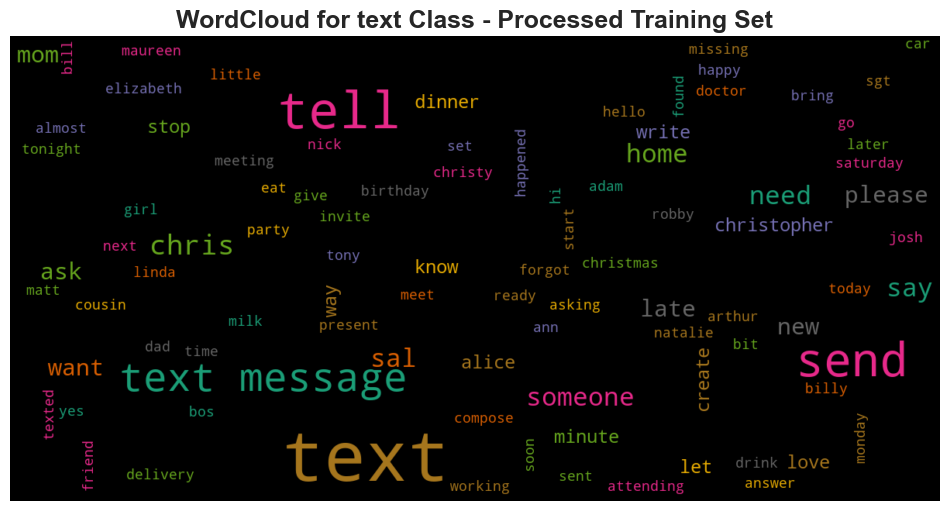 WordCloud for text Class - Processed Training Set
mom
bill
maureen
missing
car
little
happy
elizabeth
found
doctor
bring
sgt
tell
dinner
hello
almost
stop
write
go
tonight
nick
set
happened
home
later
meeting
christy
saturday
eat
give
birthday
hi
adam
need
please
girl
invite
start
robby
christopher
next
chris
party
tony
know
forgot
christmas
josh
ask
linda
matt
cousin
way
meet
ready
asking
late
today
say
milk
present
ann
natalie
arthur
new
dad
time
sal
alice
create
bit
want
text message
send
someone
billy
texted
yes
bos
compose
minute
monday
friend
delivery
text
working
soon
sent
attending
let
drink
love
answer